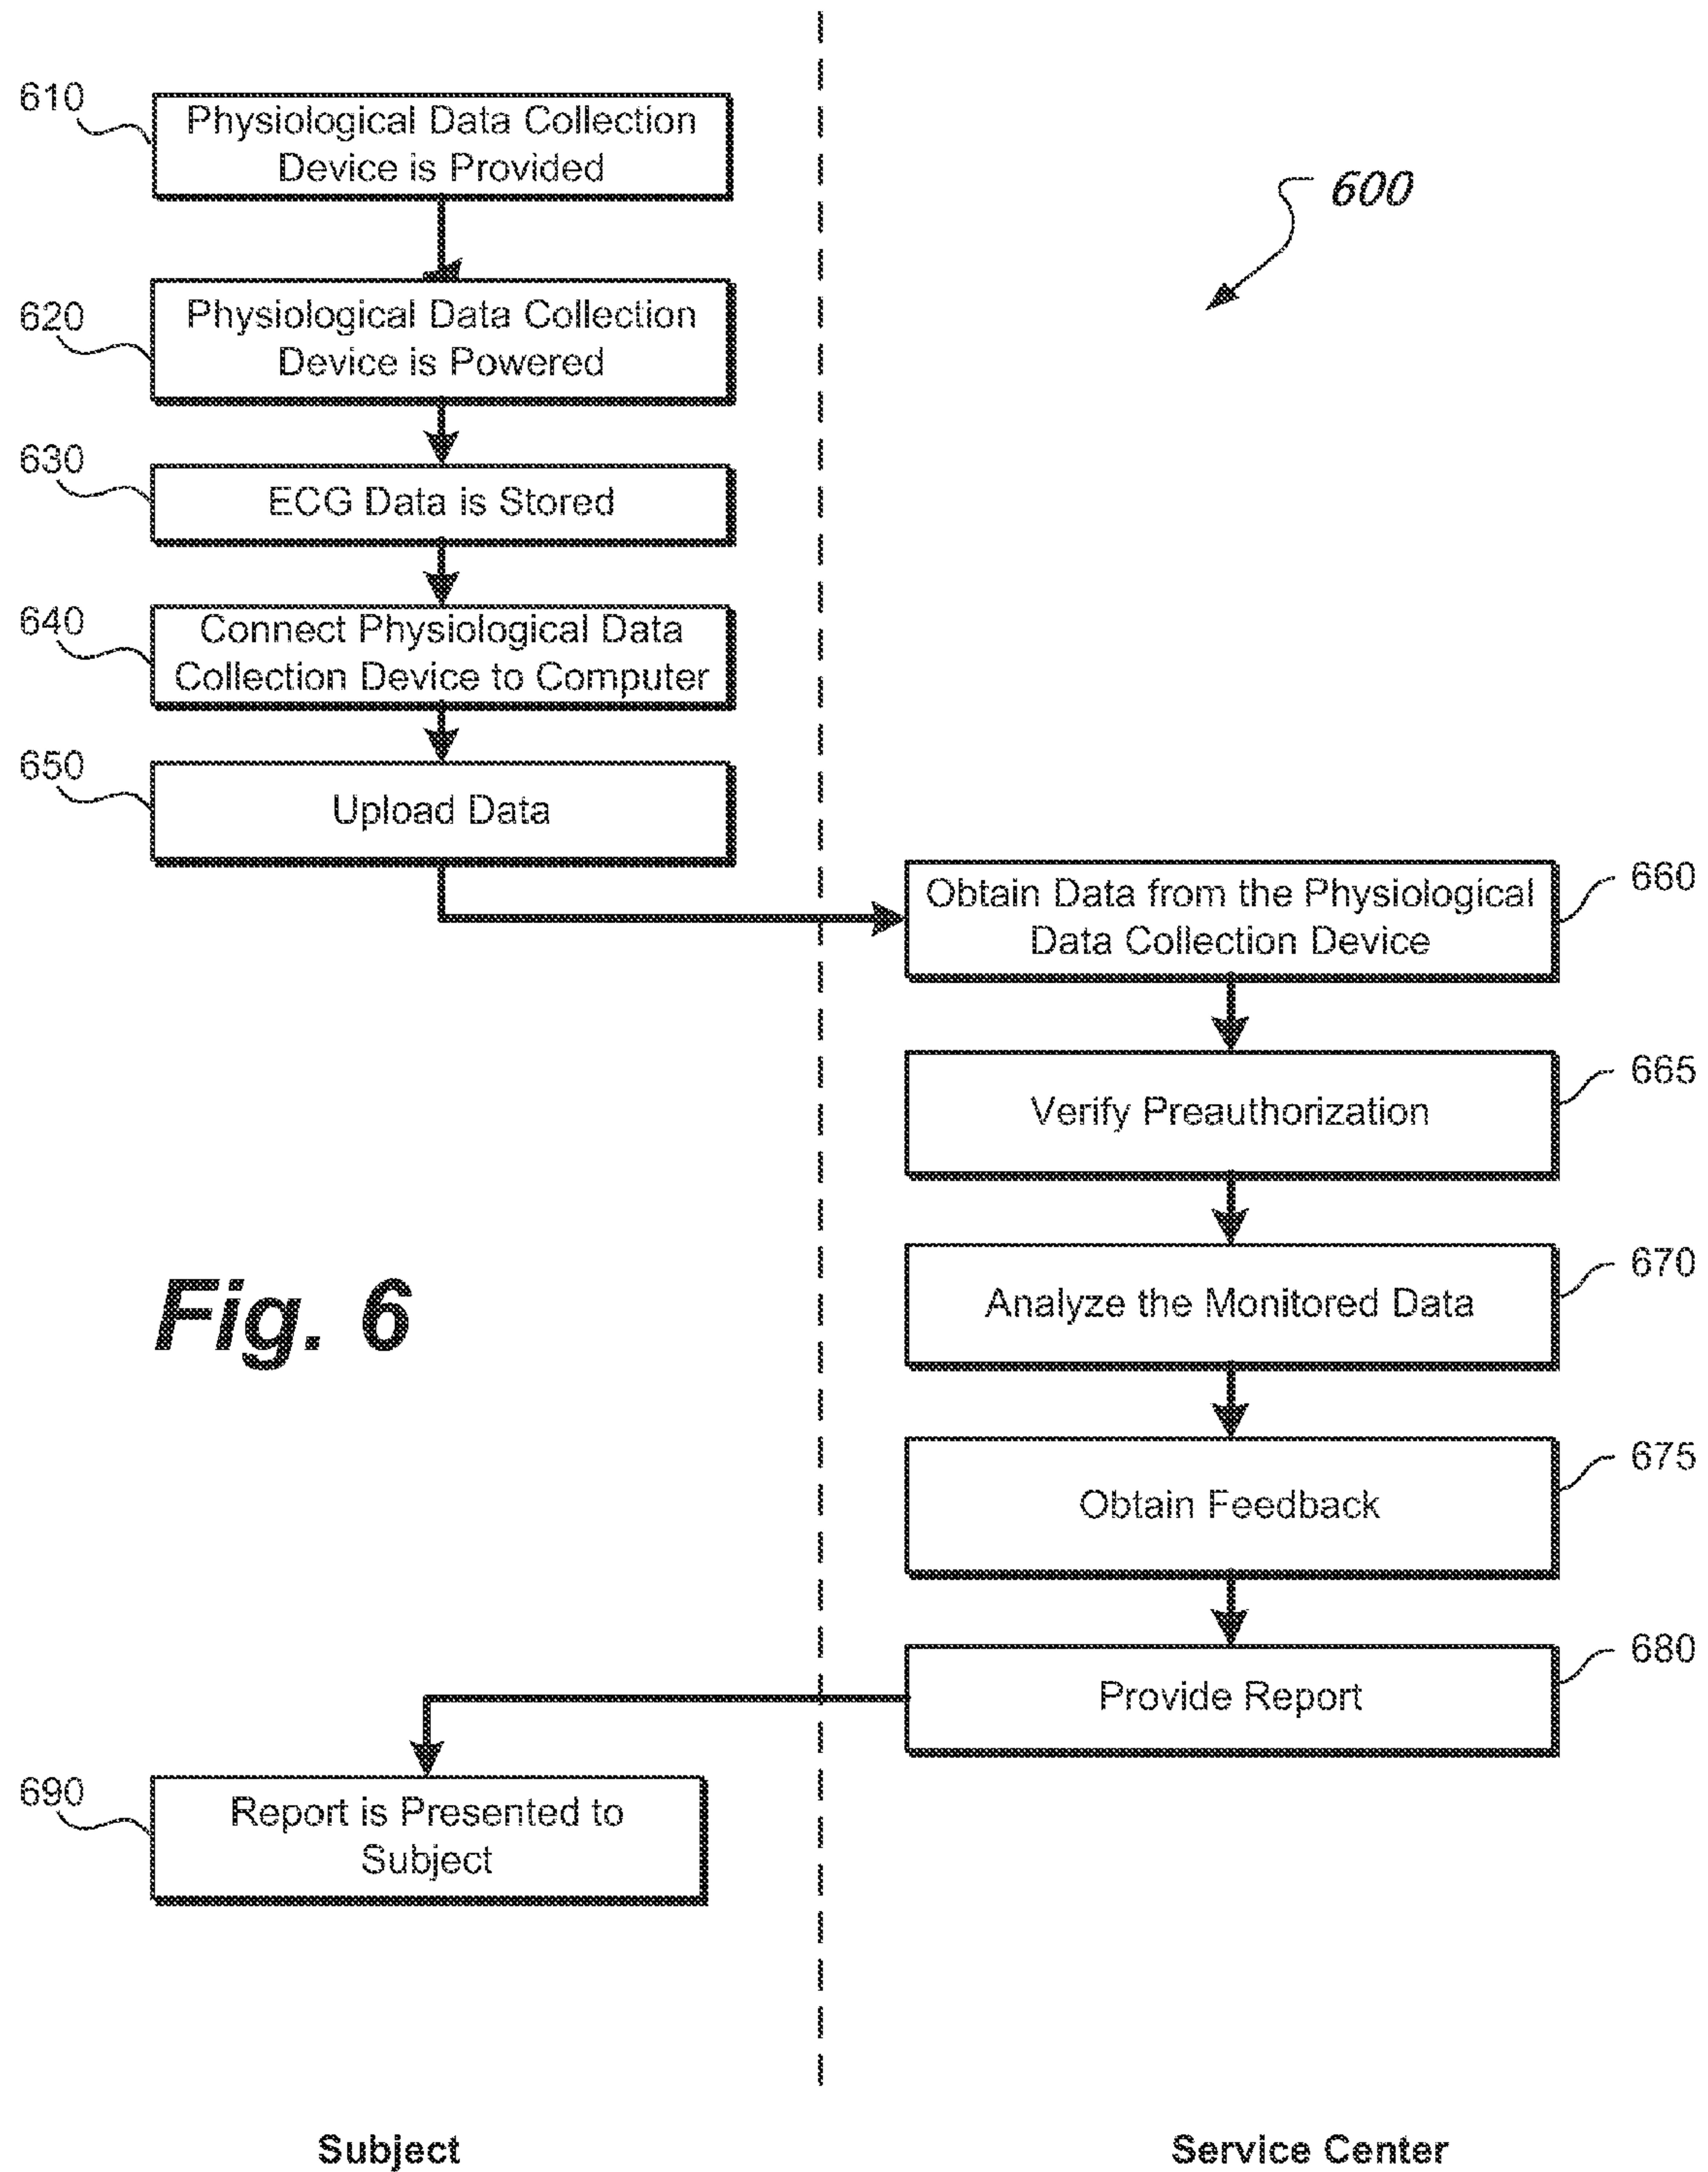 610
Physiological Data Collection
Device is Provided
600
620
Physiological Data Collection
Device is Powered
630
ECG Data is Stored
640
Connect Physiological Data
Collection Device to Computer
650
Upload Data
660
Obtain Data from the Physiological
Data Collection Device
665
Verify Preauthorization
670
Analyze the Monitored Data
Fig. 6
675
Obtain Feedback
680
Provide Report
690
Report is Presented to
Subject
Subject
Service Center